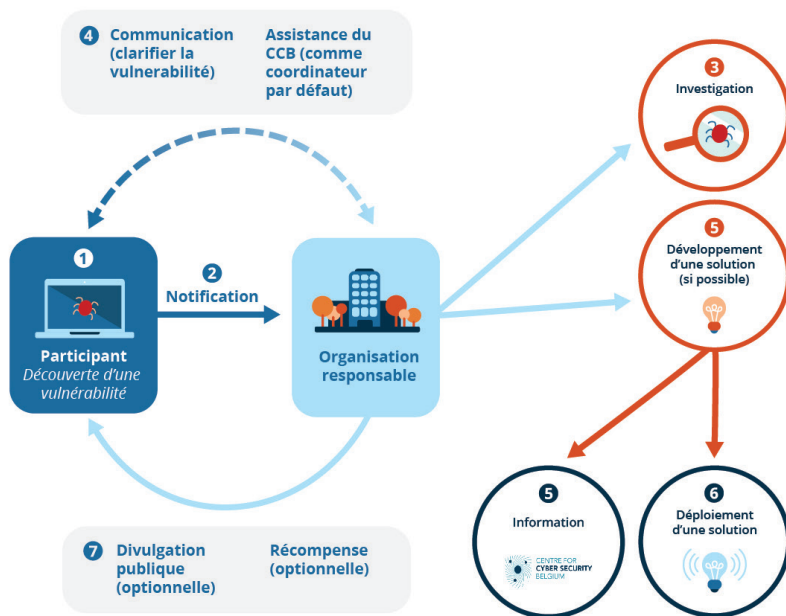 4 Communication
(clarifier la
vulnerabilité)
Assistance du
CCB (comme
coordinateur
par défaut)
3
Investigation
1
Participant
Découverte d'une
vulnérabilité
2
Notification
Organisation
responsable
5
Développement
d'une solution
(si possible)
5
Information
CENTRE FOR
CYBER SECURITY
BELGIUM
6
Déploiement
d'une solution
7 Divulgation
publique
(optionnelle)
Récompense
(optionnelle)